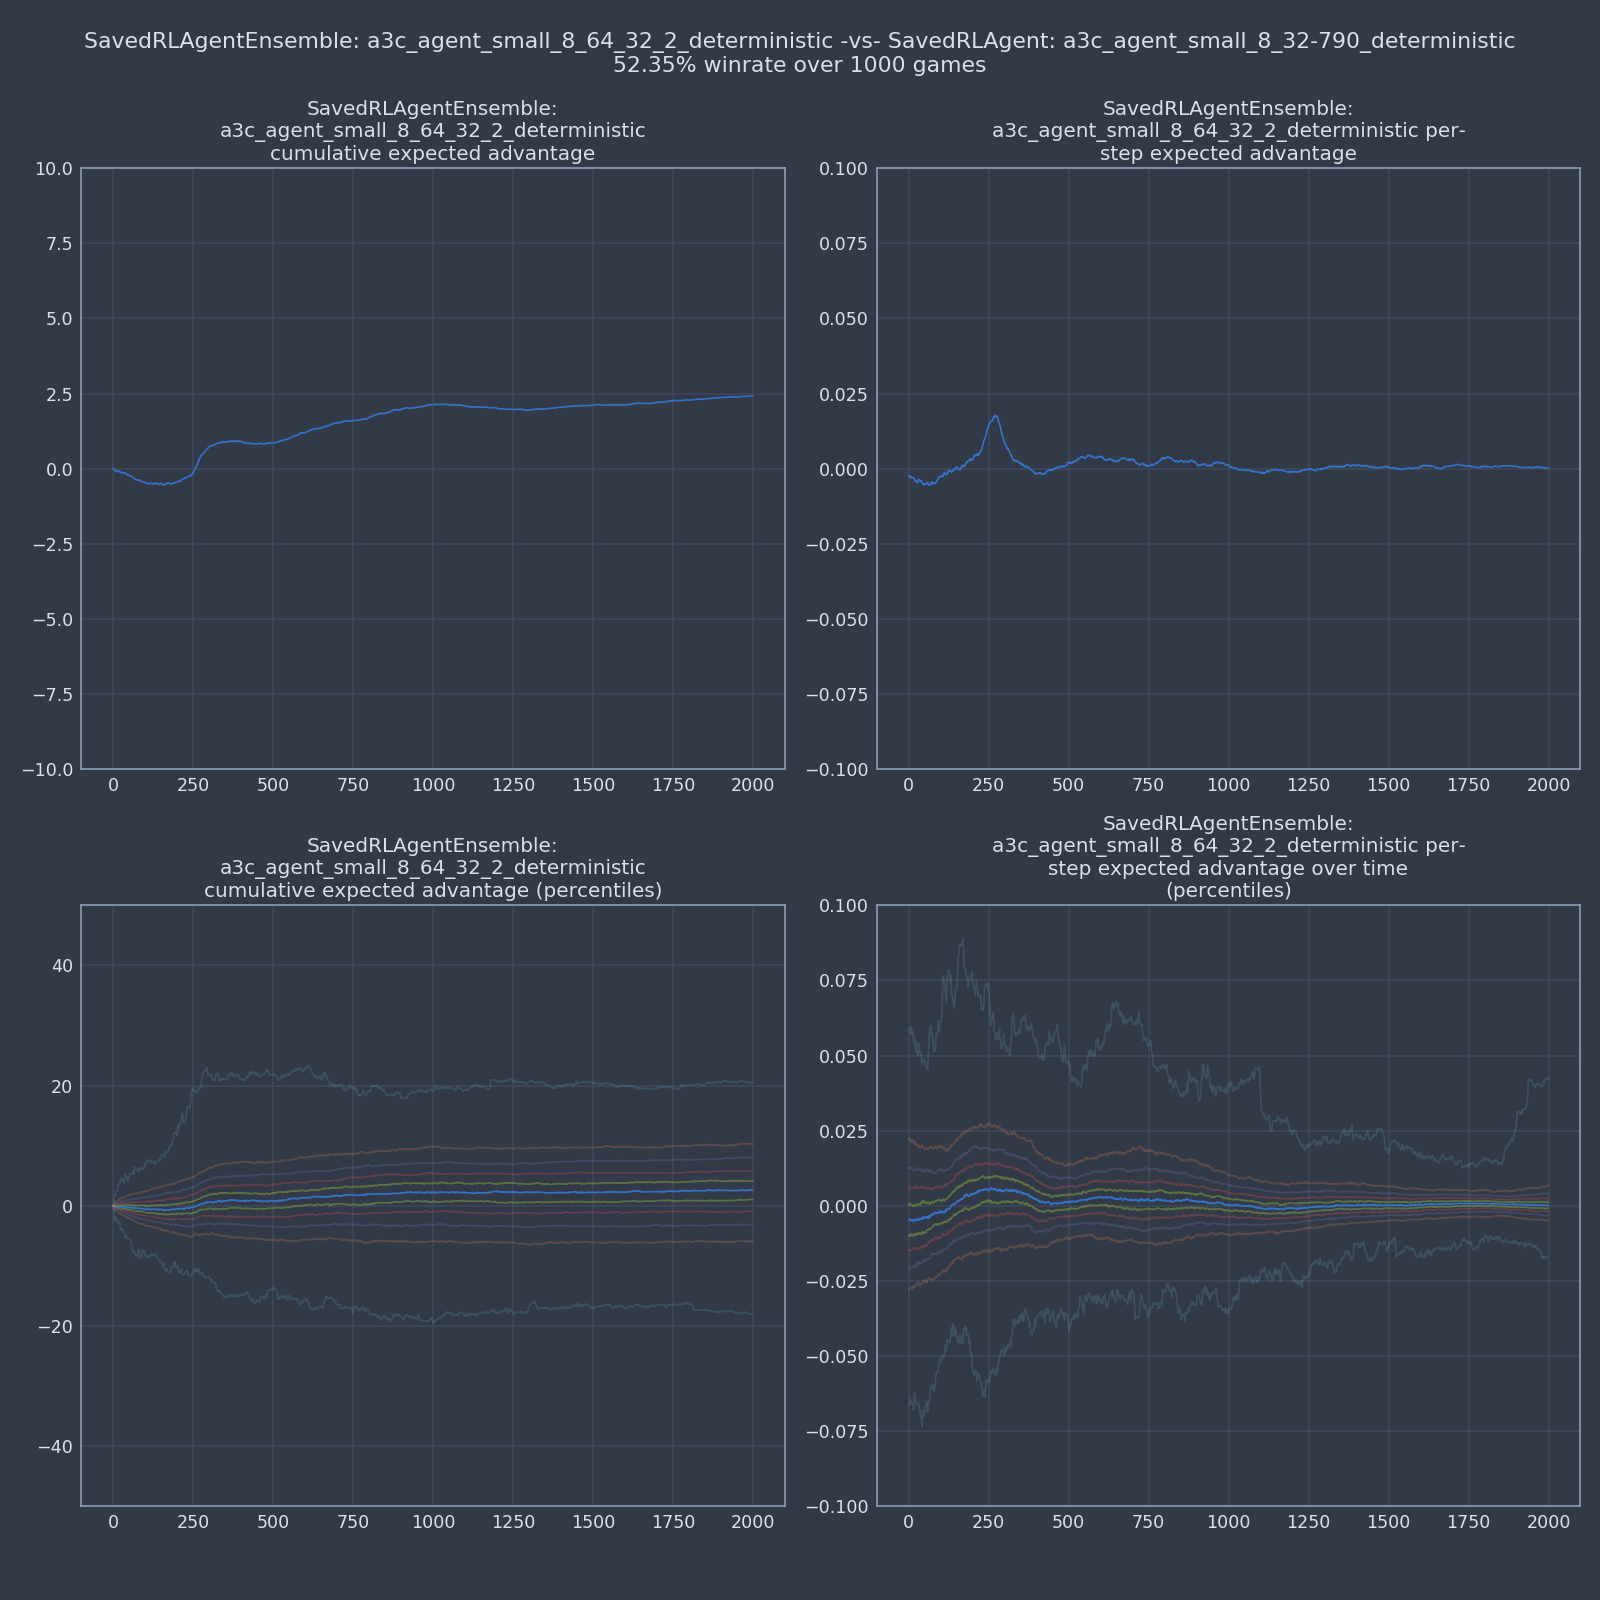 SavedRLAgentEnsemble: a3c_agent_small_8_64_32_2_deterministic -vs- SavedRLAgent: a3c_agent_small_8_32-790_deterministic
52.35% winrate over 1000 games
SavedRLAgentEnsemble:
a3c_agent_small_8_64_32_2_deterministic
cumulative expected advantage
10.0
7.5
5.0
2.5
0.0
−2.5
−5.0
−7.5
−10.0
0 250 500 750 1000 1250 1500 1750 2000
SavedRLAgentEnsemble:
a3c_agent_small_8_64_32_2_deterministic per-
step expected advantage
0.100
0.075
0.050
0.025
0.000
−0.025
−0.050
−0.075
−0.100
0 250 500 750 1000 1250 1500 1750 2000
SavedRLAgentEnsemble:
a3c_agent_small_8_64_32_2_deterministic
cumulative expected advantage (percentiles)
40
20
0
−20
−40
0 250 500 750 1000 1250 1500 1750 2000
SavedRLAgentEnsemble:
a3c_agent_small_8_64_32_2_deterministic per-
step expected advantage over time
(percentiles)
0.100
0.075
0.050
0.025
0.000
−0.025
−0.050
−0.075
−0.100
0 250 500 750 1000 1250 1500 1750 2000